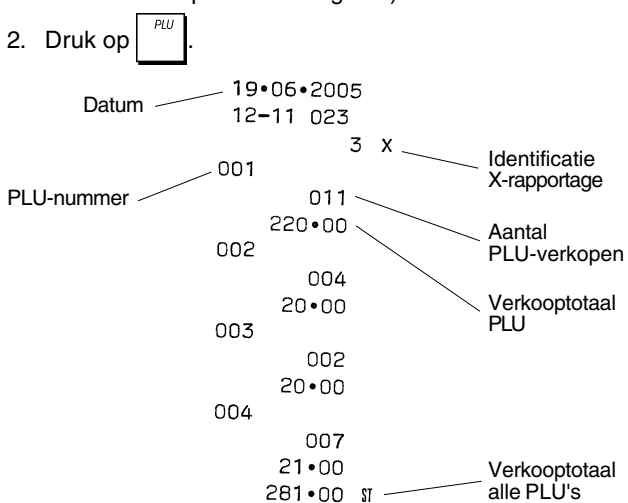 2. Druk op PLU.
Datum
19•06•2005
12-11 023
3 X
Identificatie
X-rapportage
001
PLU-nummer
011
220•00
Aantal
PLU-verkopen
002
004
20•00
Verkooptotaal
PLU
003
002
20•00
004
007
21•00
281•00 ST
Verkooptotaal
alle PLU's